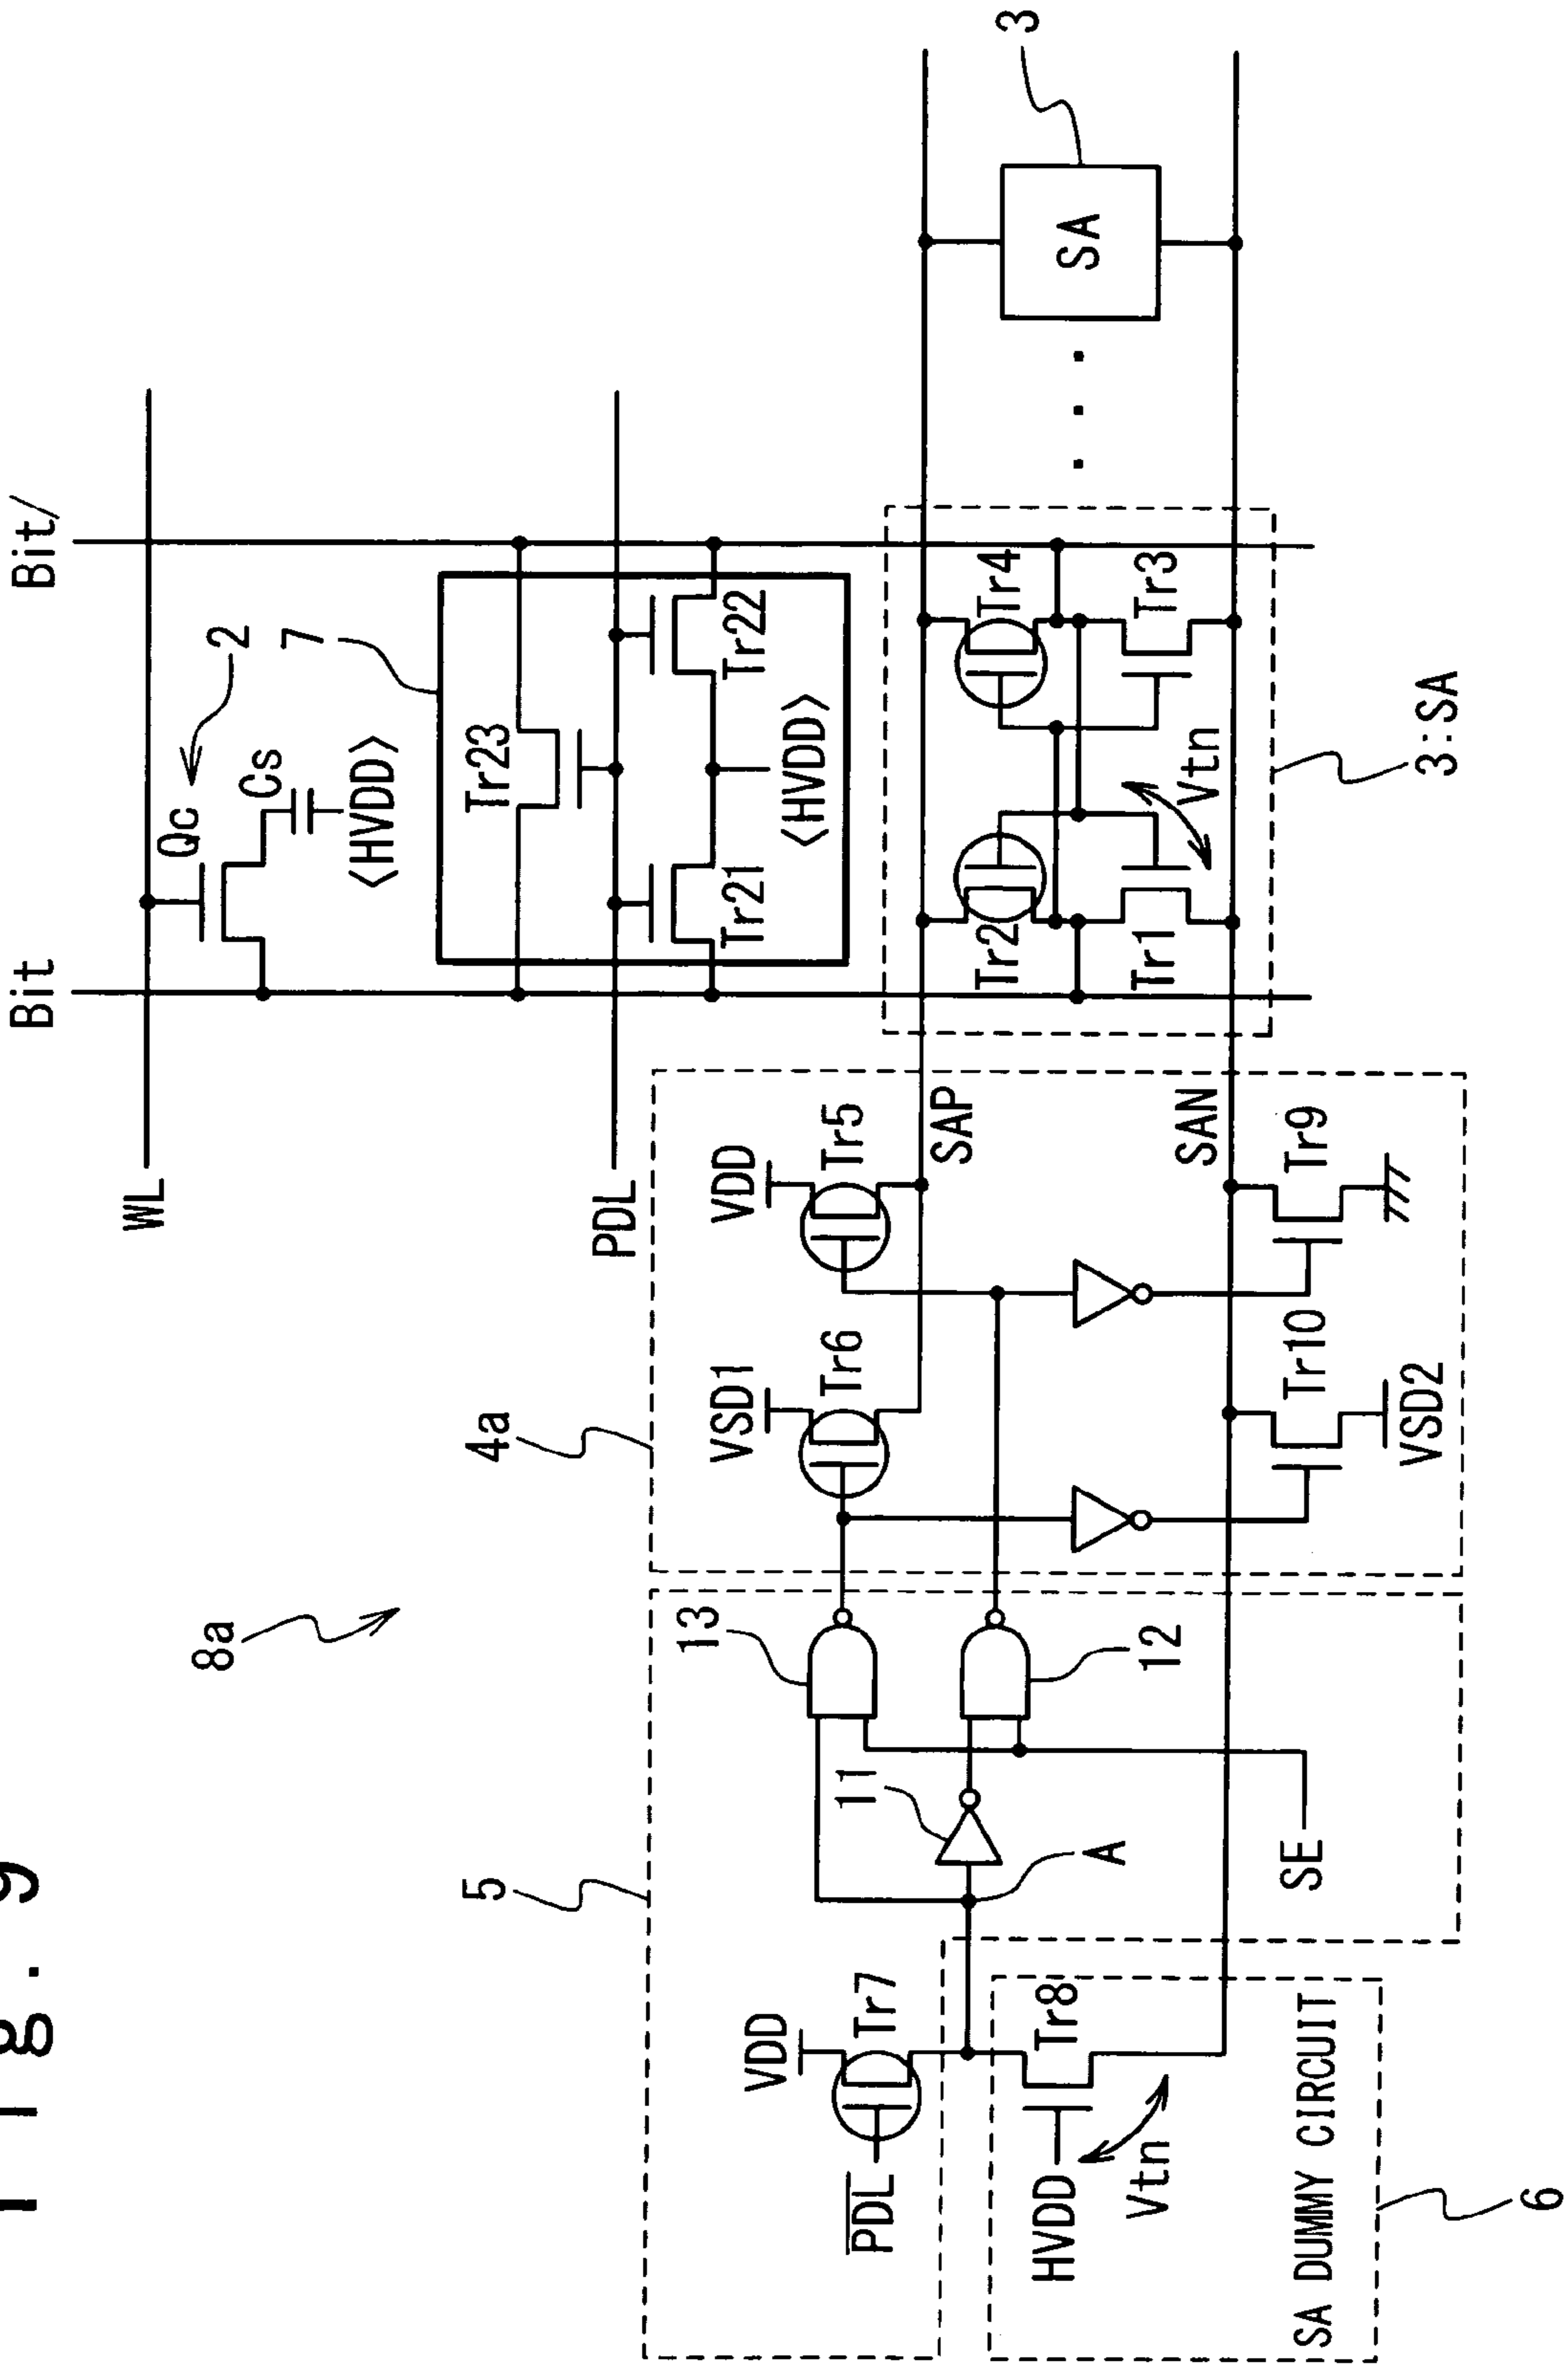 Fig. 9
8a
Bit
Bit/
WL
Qc
2
Cs
<HVDD>
7
Tr23
PDL
Tr21
Tr22
<HVDD>
5
4a
VDD
Tr7
PDL
13
11
12
A
SE
VSD1
Tr6
VDD
Tr5
SAP
SAN
Tr10
VSD2
Tr9
Tr2
Tr4
Tr1
Tr3
Vtn
3:SA
SA
3
HVDD
Tr8
Vtn
SA DUMMY CIRCUIT
6